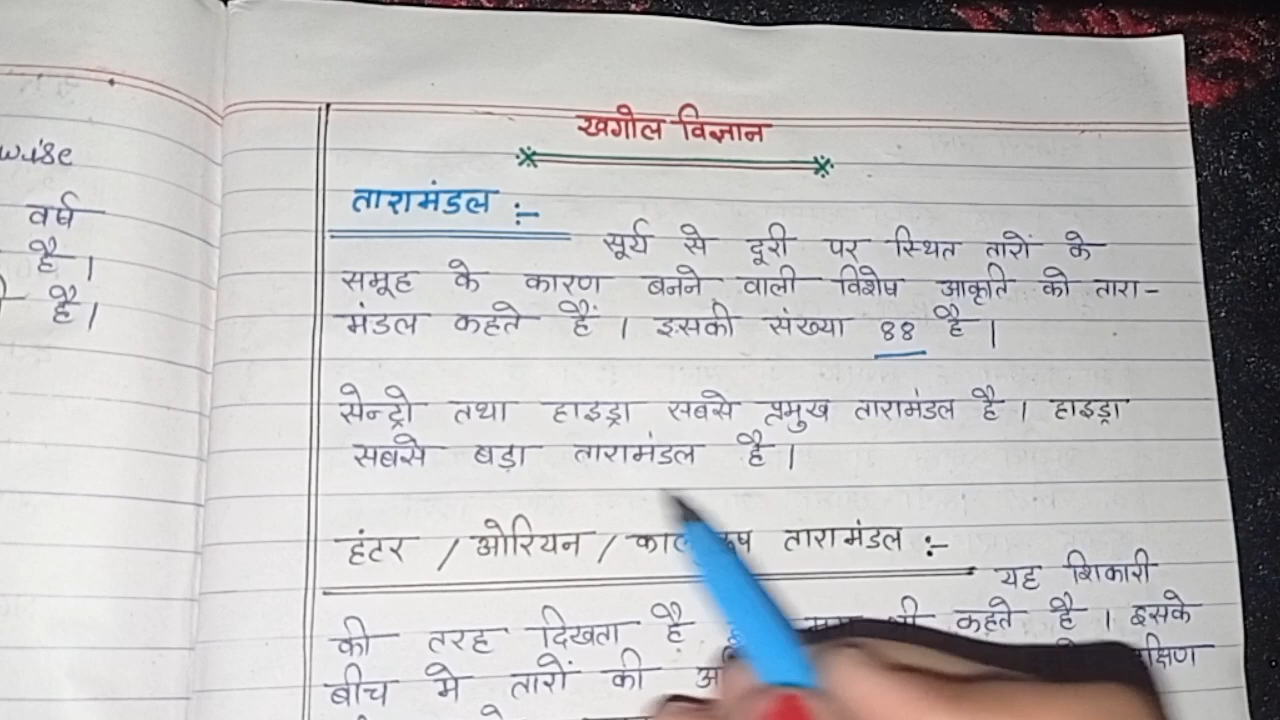 wise
वर्ष
है।
है।
खगोल विज्ञान
तारामंडल :-
सूर्य से दूरी पर स्थित तारों के
समूह के कारण बनने वाली विशेष आकृति को तारा-
मंडल कहते हैं। इसकी संख्या 88 है।
सेन्ट्रो तथा हाइड्रा सबसे प्रमुख तारामंडल है। हाइड्रा
सबसे बड़ा तारामंडल है।
हंटर / ओरियन / तारामंडल :-
यह शिकारी
की तरह दिखता है कहते है। इसके
बीच मे तारों की